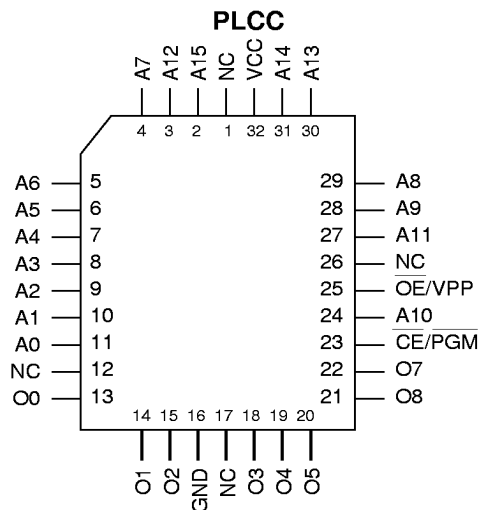 PLCC
A7 A12 A15 NC VCC A14 A13
4 3 2 1 32 31 30
A6 5 29 A8
A5 6 28 A9
A4 7 27 A11
A3 8 26 NC
A2 9 25 OE/VPP
A1 10 24 A10
A0 11 23 CE/PGM
NC 12 22 O7
O0 13 21 O8
14 15 16 17 18 19 20
O1 O2 GND NC O3 O4 O5